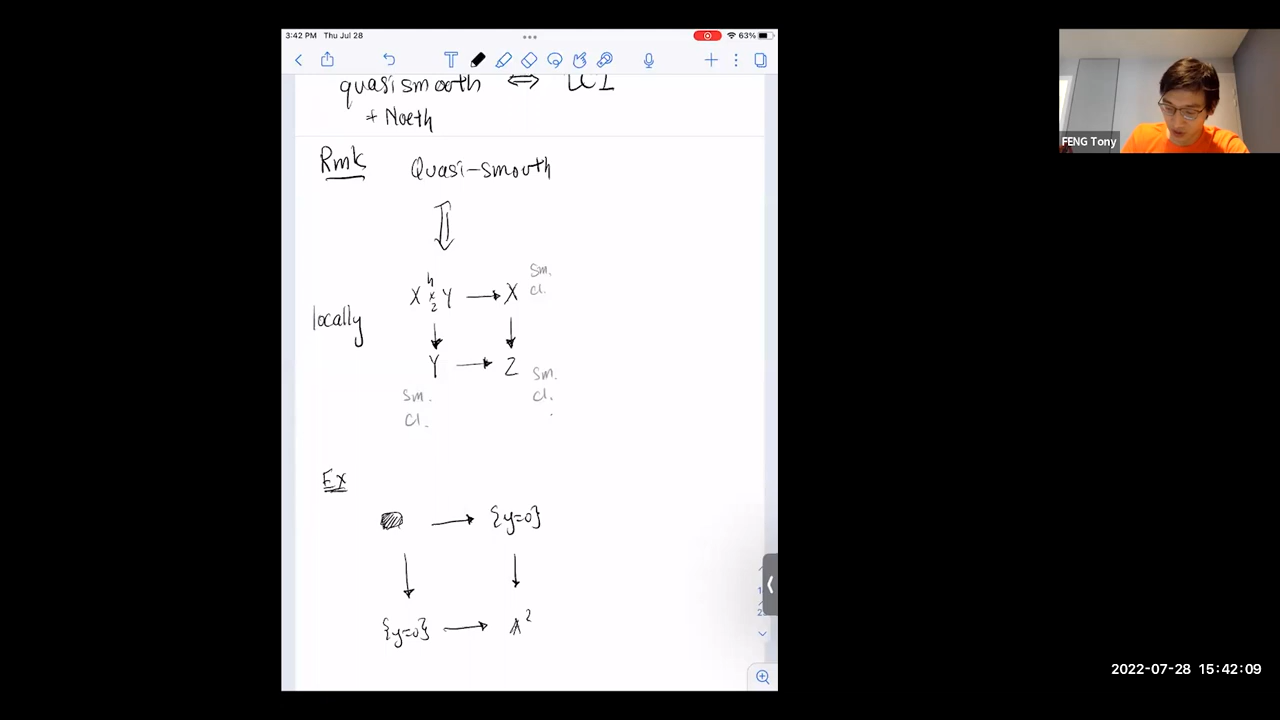 3:42 PM Thu Jul 28
63%
quasismooth ⇔ LCI
+ Noeth
Rmk Quasi-smooth
⇕
locally
X ×ʰ_Z Y → X sm. cl.
↓ ↓
Y → Z
sm. cl.
sm. cl.
Ex
→ {y=0}
↓ ↓
{y=0} → A²
FENG Tony
2022-07-28 15:42:09